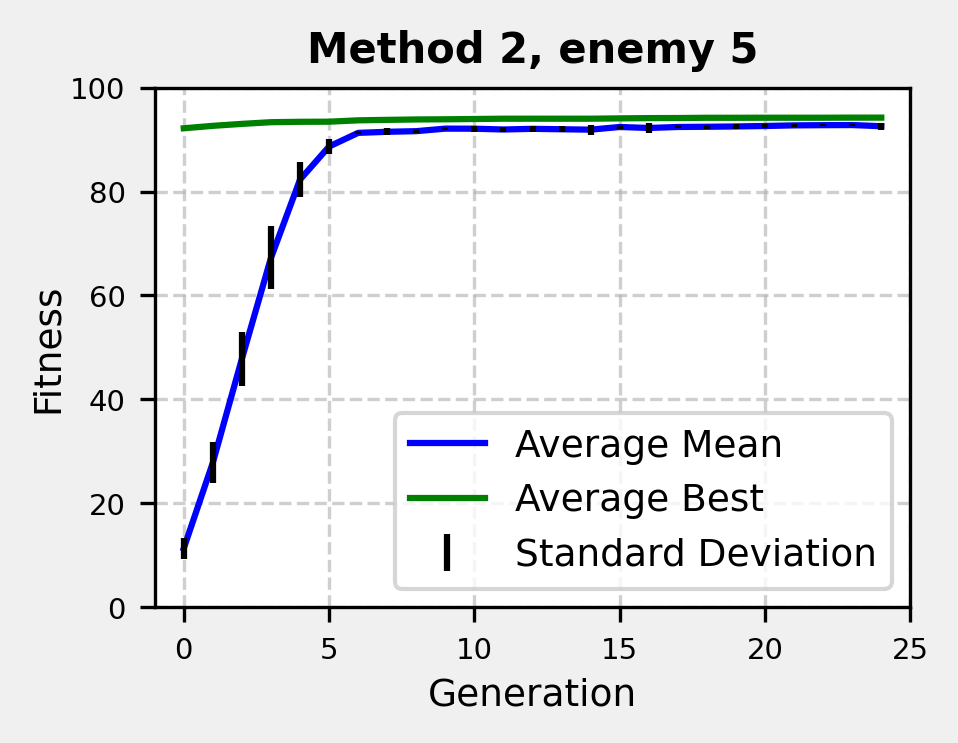 Method 2, enemy 5
100
80
60
40
20
0
Fitness
Average Mean
Average Best
Standard Deviation
0 5 10 15 20 25
Generation